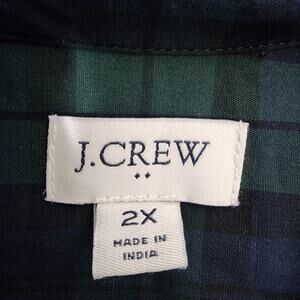 J.CREW
··
2X
MADE IN
INDIA